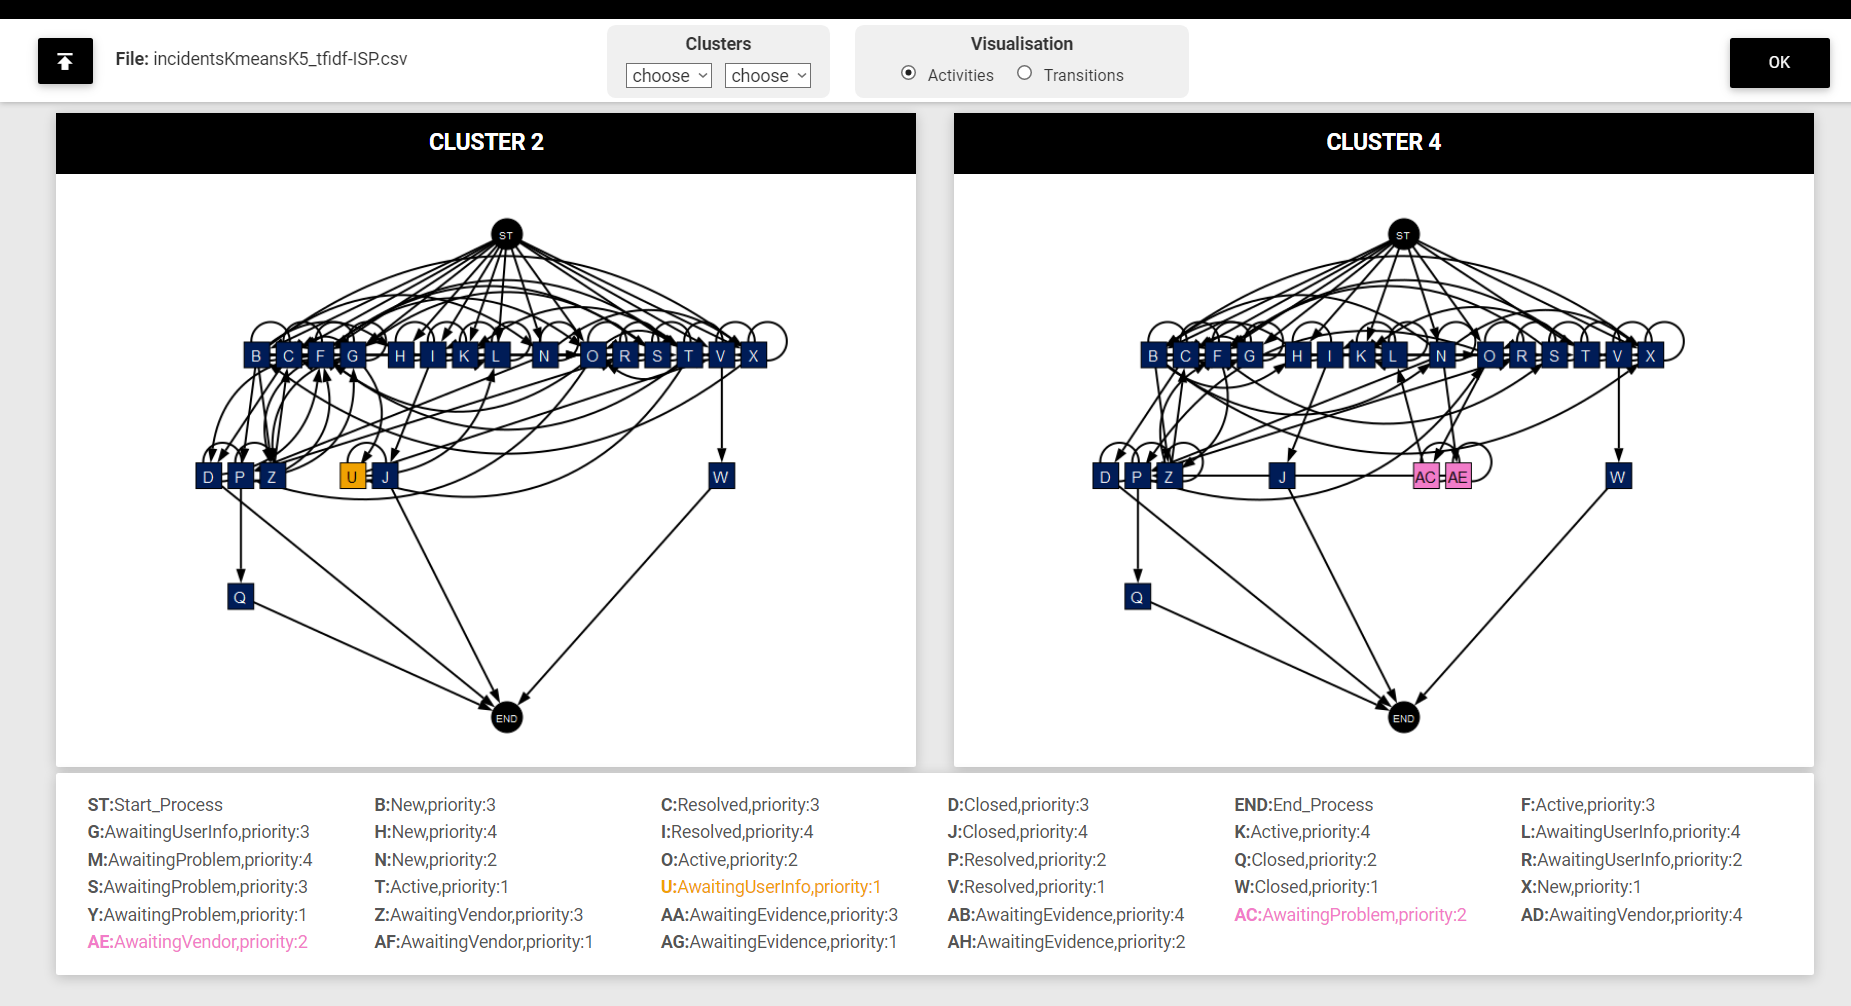 File: incidentsKmeansK5_tfidf-ISP.csv
Clusters
choose choose
Visualisation
Activities Transitions
OK
CLUSTER 2
ST
B C F G H I K L N O R S T V X
D P Z U J W
Q
END
CLUSTER 4
ST
B C F G H I K L N O R S T V X
D P Z J AC AE W
Q
END
ST:Start_Process B:New,priority:3 C:Resolved,priority:3 D:Closed,priority:3 END:End_Process F:Active,priority:3
G:AwaitingUserInfo,priority:3 H:New,priority:4 I:Resolved,priority:4 J:Closed,priority:4 K:Active,priority:4 L:AwaitingUserInfo,priority:4
M:AwaitingProblem,priority:4 N:New,priority:2 O:Active,priority:2 P:Resolved,priority:2 Q:Closed,priority:2 R:AwaitingUserInfo,priority:2
S:AwaitingProblem,priority:3 T:Active,priority:1 U:AwaitingUserInfo,priority:1 V:Resolved,priority:1 W:Closed,priority:1 X:New,priority:1
Y:AwaitingProblem,priority:1 Z:AwaitingVendor,priority:3 AA:AwaitingEvidence,priority:3 AB:AwaitingEvidence,priority:4 AC:AwaitingProblem,priority:2 AD:AwaitingVendor,priority:4
AE:AwaitingVendor,priority:2 AF:AwaitingVendor,priority:1 AG:AwaitingEvidence,priority:1 AH:AwaitingEvidence,priority:2